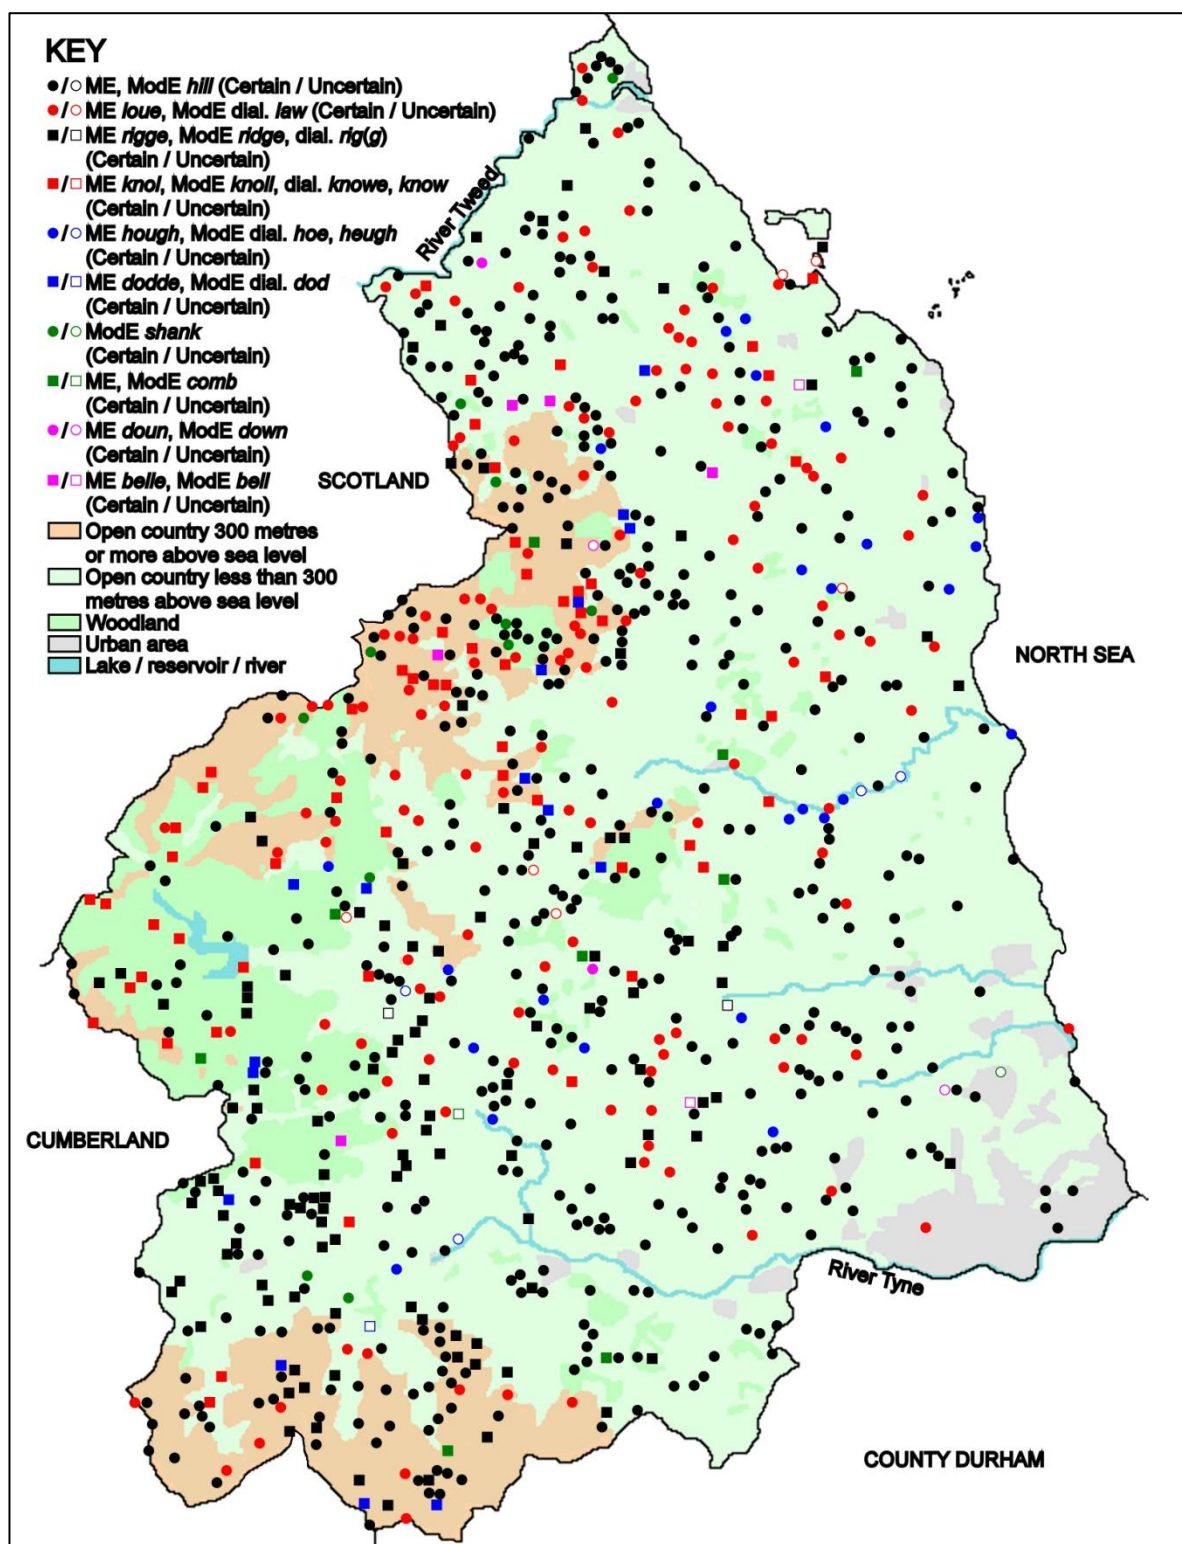 KEY
●/○ ME, ModE hill (Certain / Uncertain)
●/○ ME loue, ModE dial. law (Certain / Uncertain)
■/□ ME rigge, ModE ridge, dial. rig(g)
(Certain / Uncertain)
■/□ ME knol, ModE knoll, dial. knowe, know
(Certain / Uncertain)
●/○ ME hough, ModE dial. hoe, heugh
(Certain / Uncertain)
■/□ ME dodde, ModE dial. dod
(Certain / Uncertain)
●/○ ModE shank
(Certain / Uncertain)
■/□ ME, ModE comb
(Certain / Uncertain)
●/○ ME doun, ModE down
(Certain / Uncertain)
■/□ ME belle, ModE bell
(Certain / Uncertain)
Open country 300 metres
or more above sea level
Open country less than 300
metres above sea level
Woodland
Urban area
Lake / reservoir / river
River Tweed
SCOTLAND
NORTH SEA
CUMBERLAND
River Tyne
COUNTY DURHAM